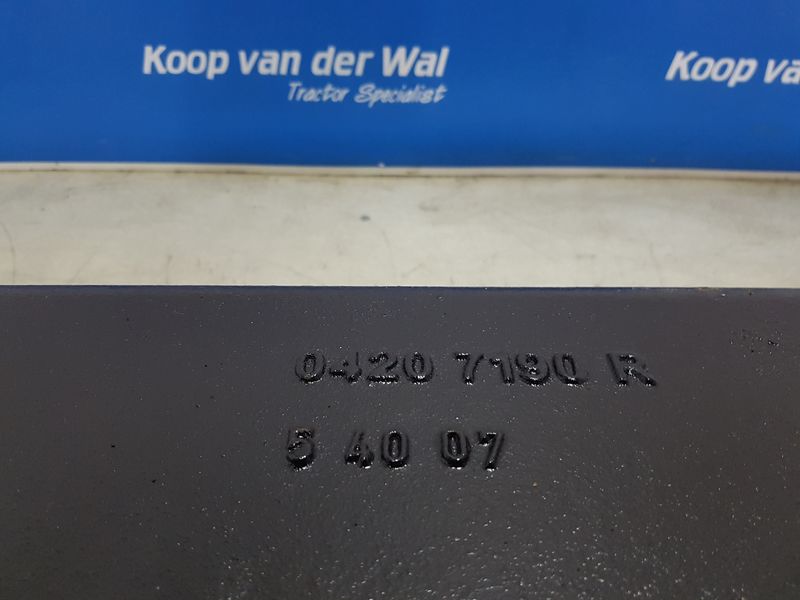 Koop van der Wal
Tractor Specialist
Koop va
0420 7190 R
5 40 07